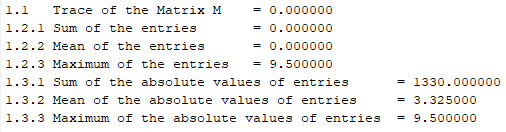 1.1   Trace of the Matrix M    = 0.000000
1.2.1 Sum of the entries       = 0.000000
1.2.2 Mean of the entries      = 0.000000
1.2.3 Maximum of the entries   = 9.500000
1.3.1 Sum of the absolute values of entries      = 1330.000000
1.3.2 Mean of the absolute values of entries     = 3.325000
1.3.3 Maximum of the absolute values of entries  = 9.500000